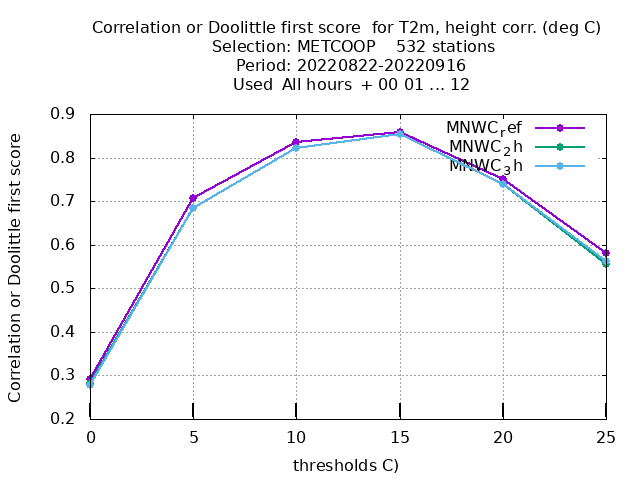 Correlation or Doolittle first score  for T2m, height corr. (deg C)
Selection: METCOOP    532 stations
Period: 20220822-20220916
Used  All hours  + 00 01 ... 12
Correlation or Doolittle first score
0.9
0.8
0.7
0.6
0.5
0.4
0.3
0.2
MNWC_ref
MNWC_2h
MNWC_3h
0 5 10 15 20 25
thresholds C)